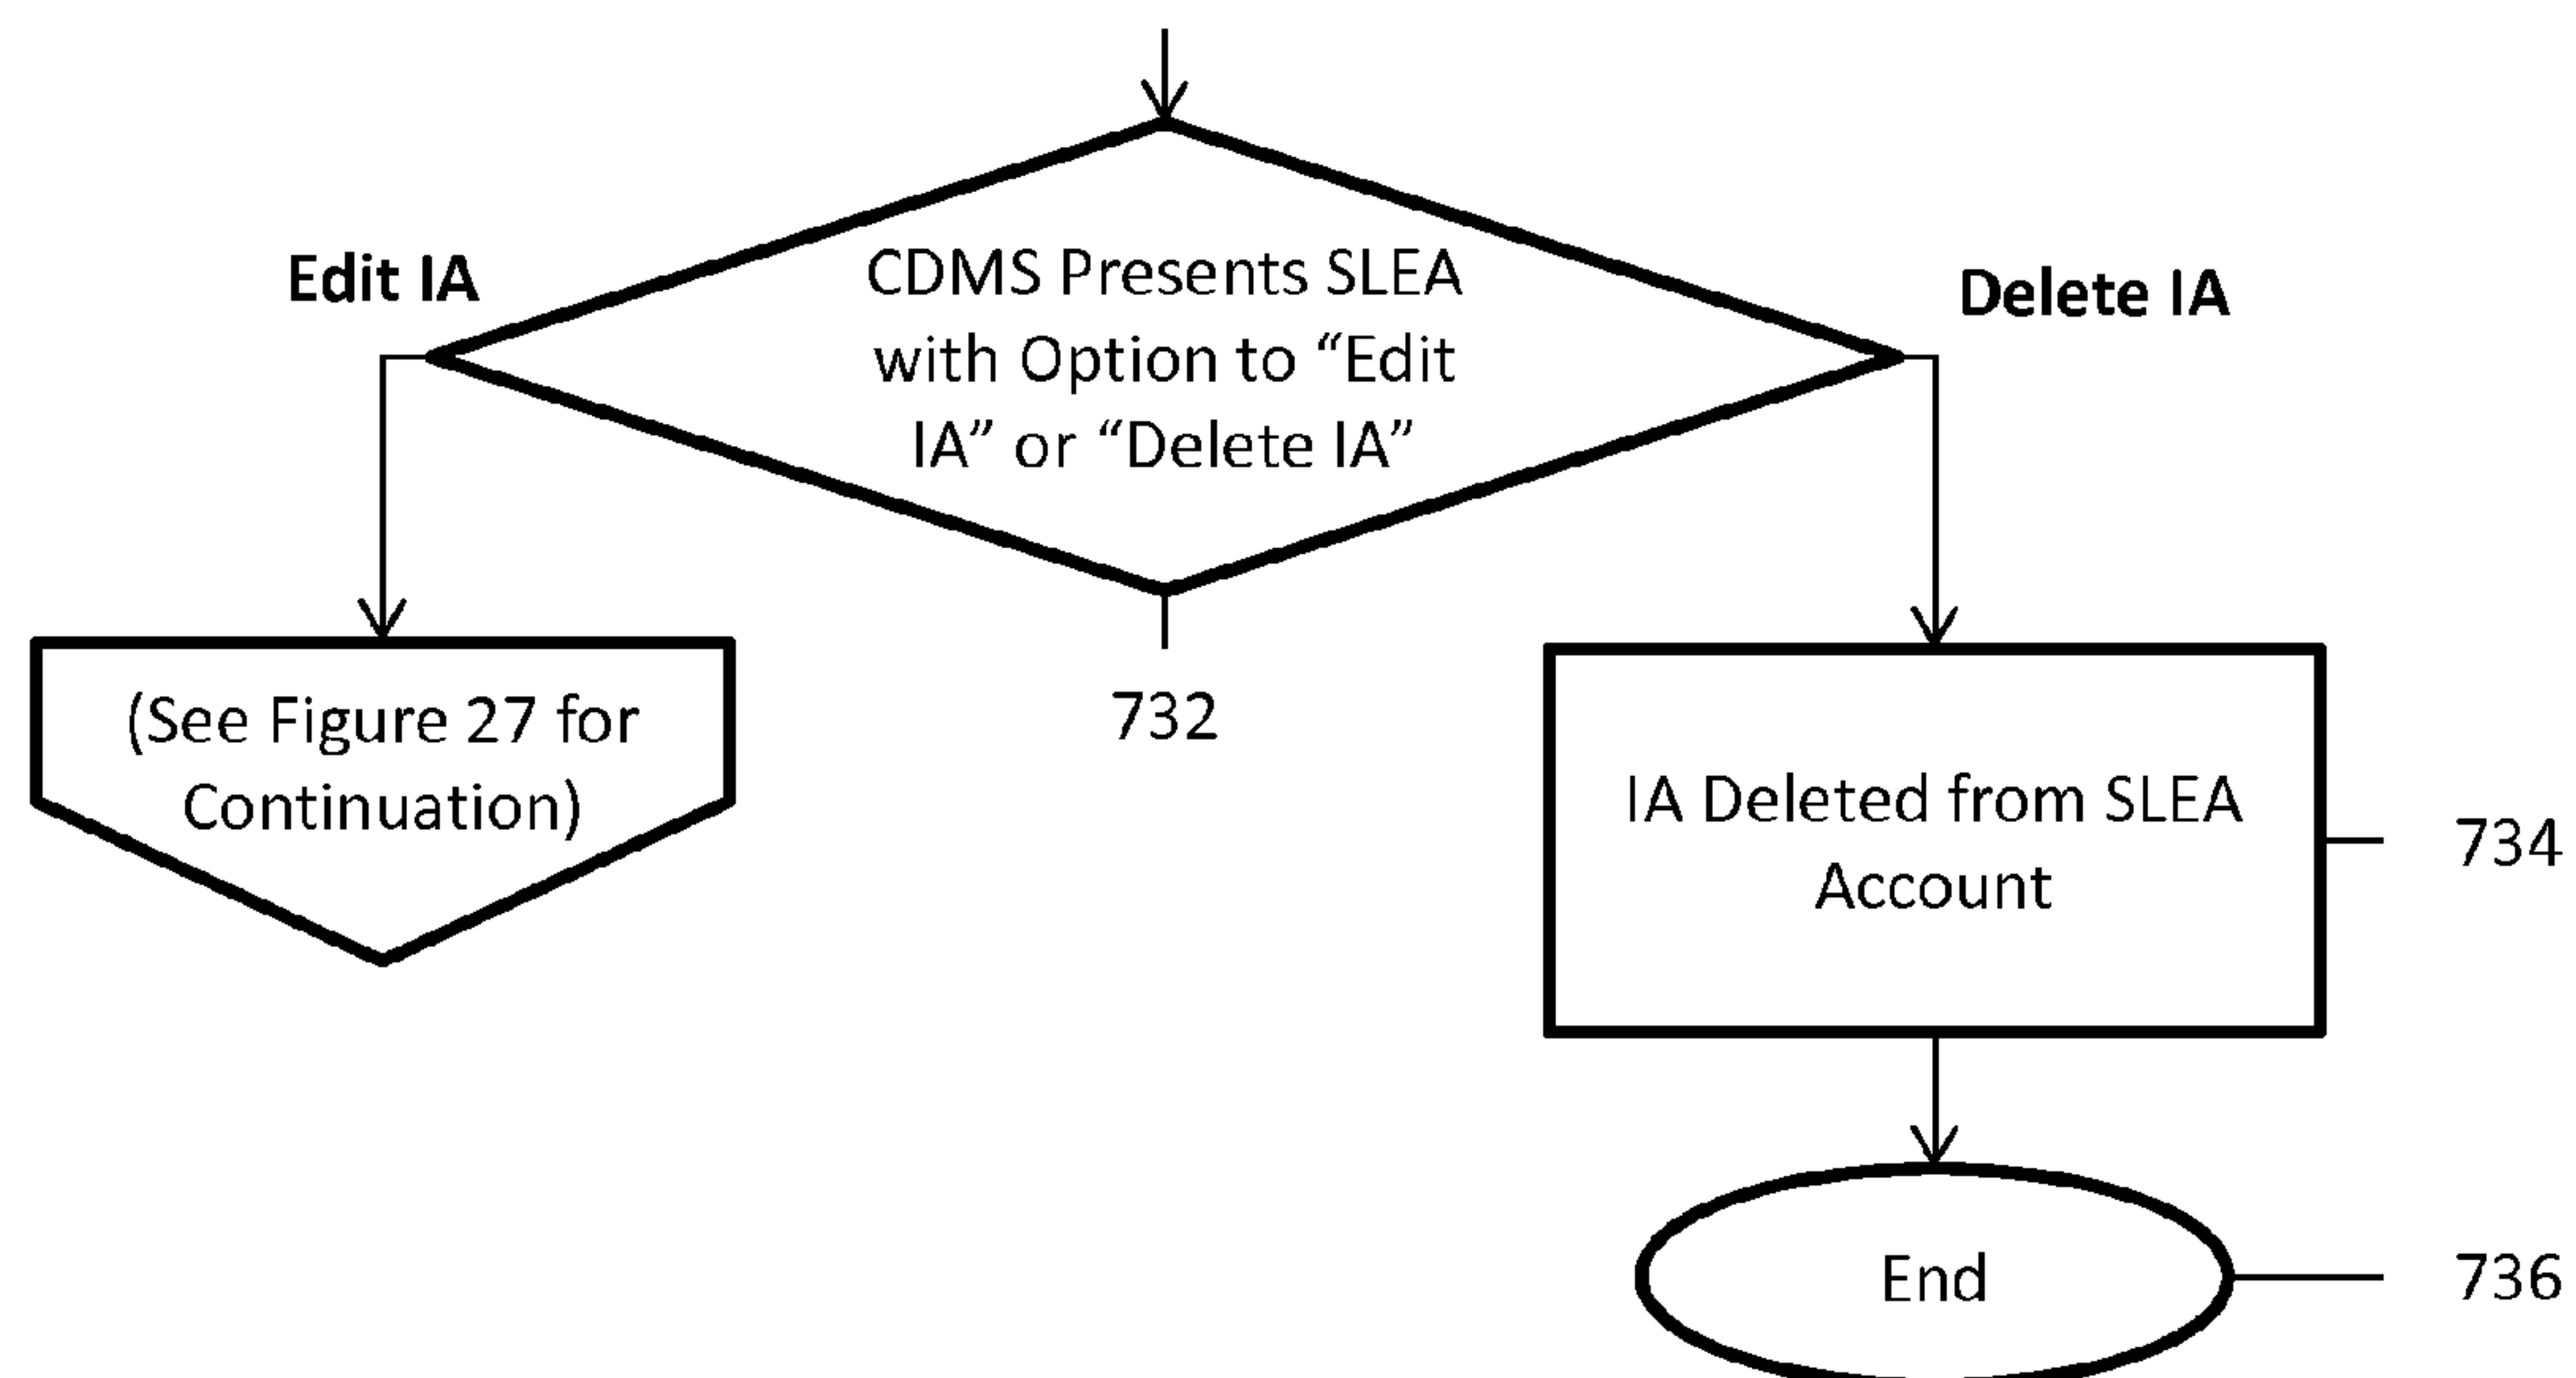 Edit IA
CDMS Presents SLEA
with Option to “Edit
IA” or “Delete IA”
Delete IA
(See Figure 27 for
Continuation)
732
IA Deleted from SLEA
Account
734
End
736